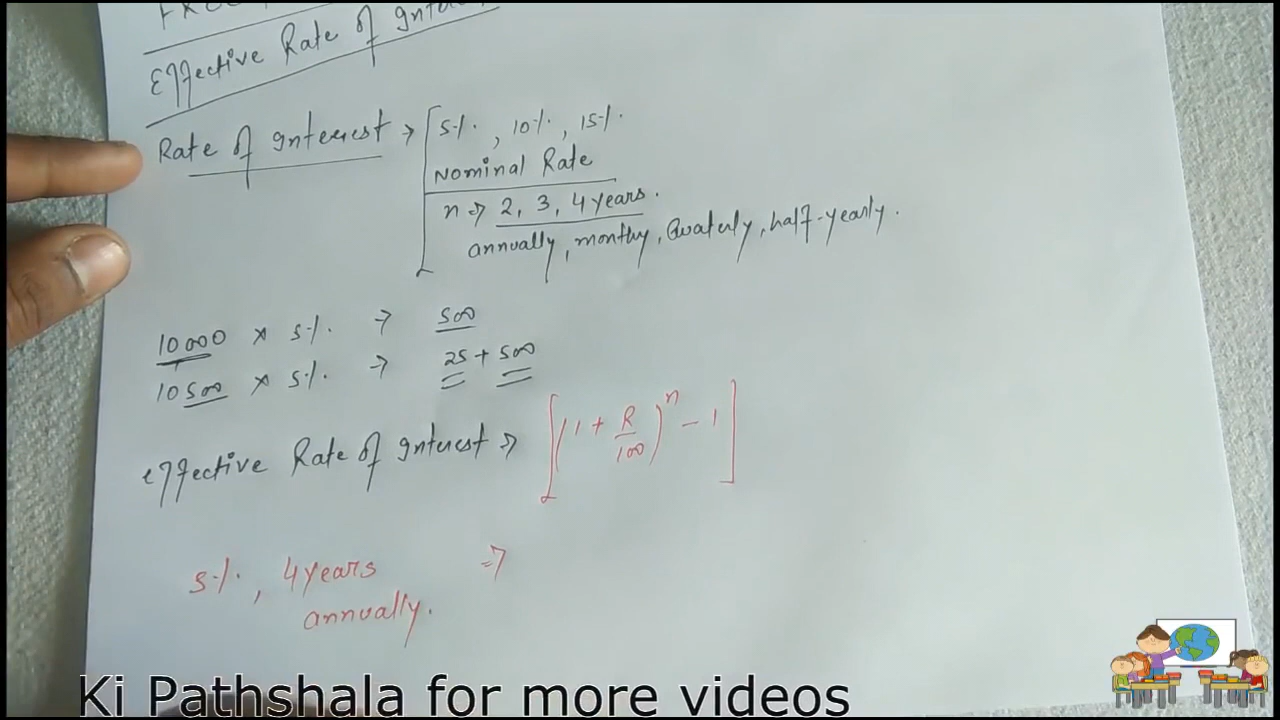 Effective Rate of Interest
Rate of Interest → 5%, 10%, 15%.
Nominal Rate
n ⇒ 2, 3, 4 years.
annually, monthy, Quaterly, half-yearly.
10000 × 5% → 500
10500 × 5% → 25 + 500
effective Rate of Interest ⇒ [(1 + R/100)^n - 1]
5%, 4 years ⇒
annually.
Ki Pathshala for more videos